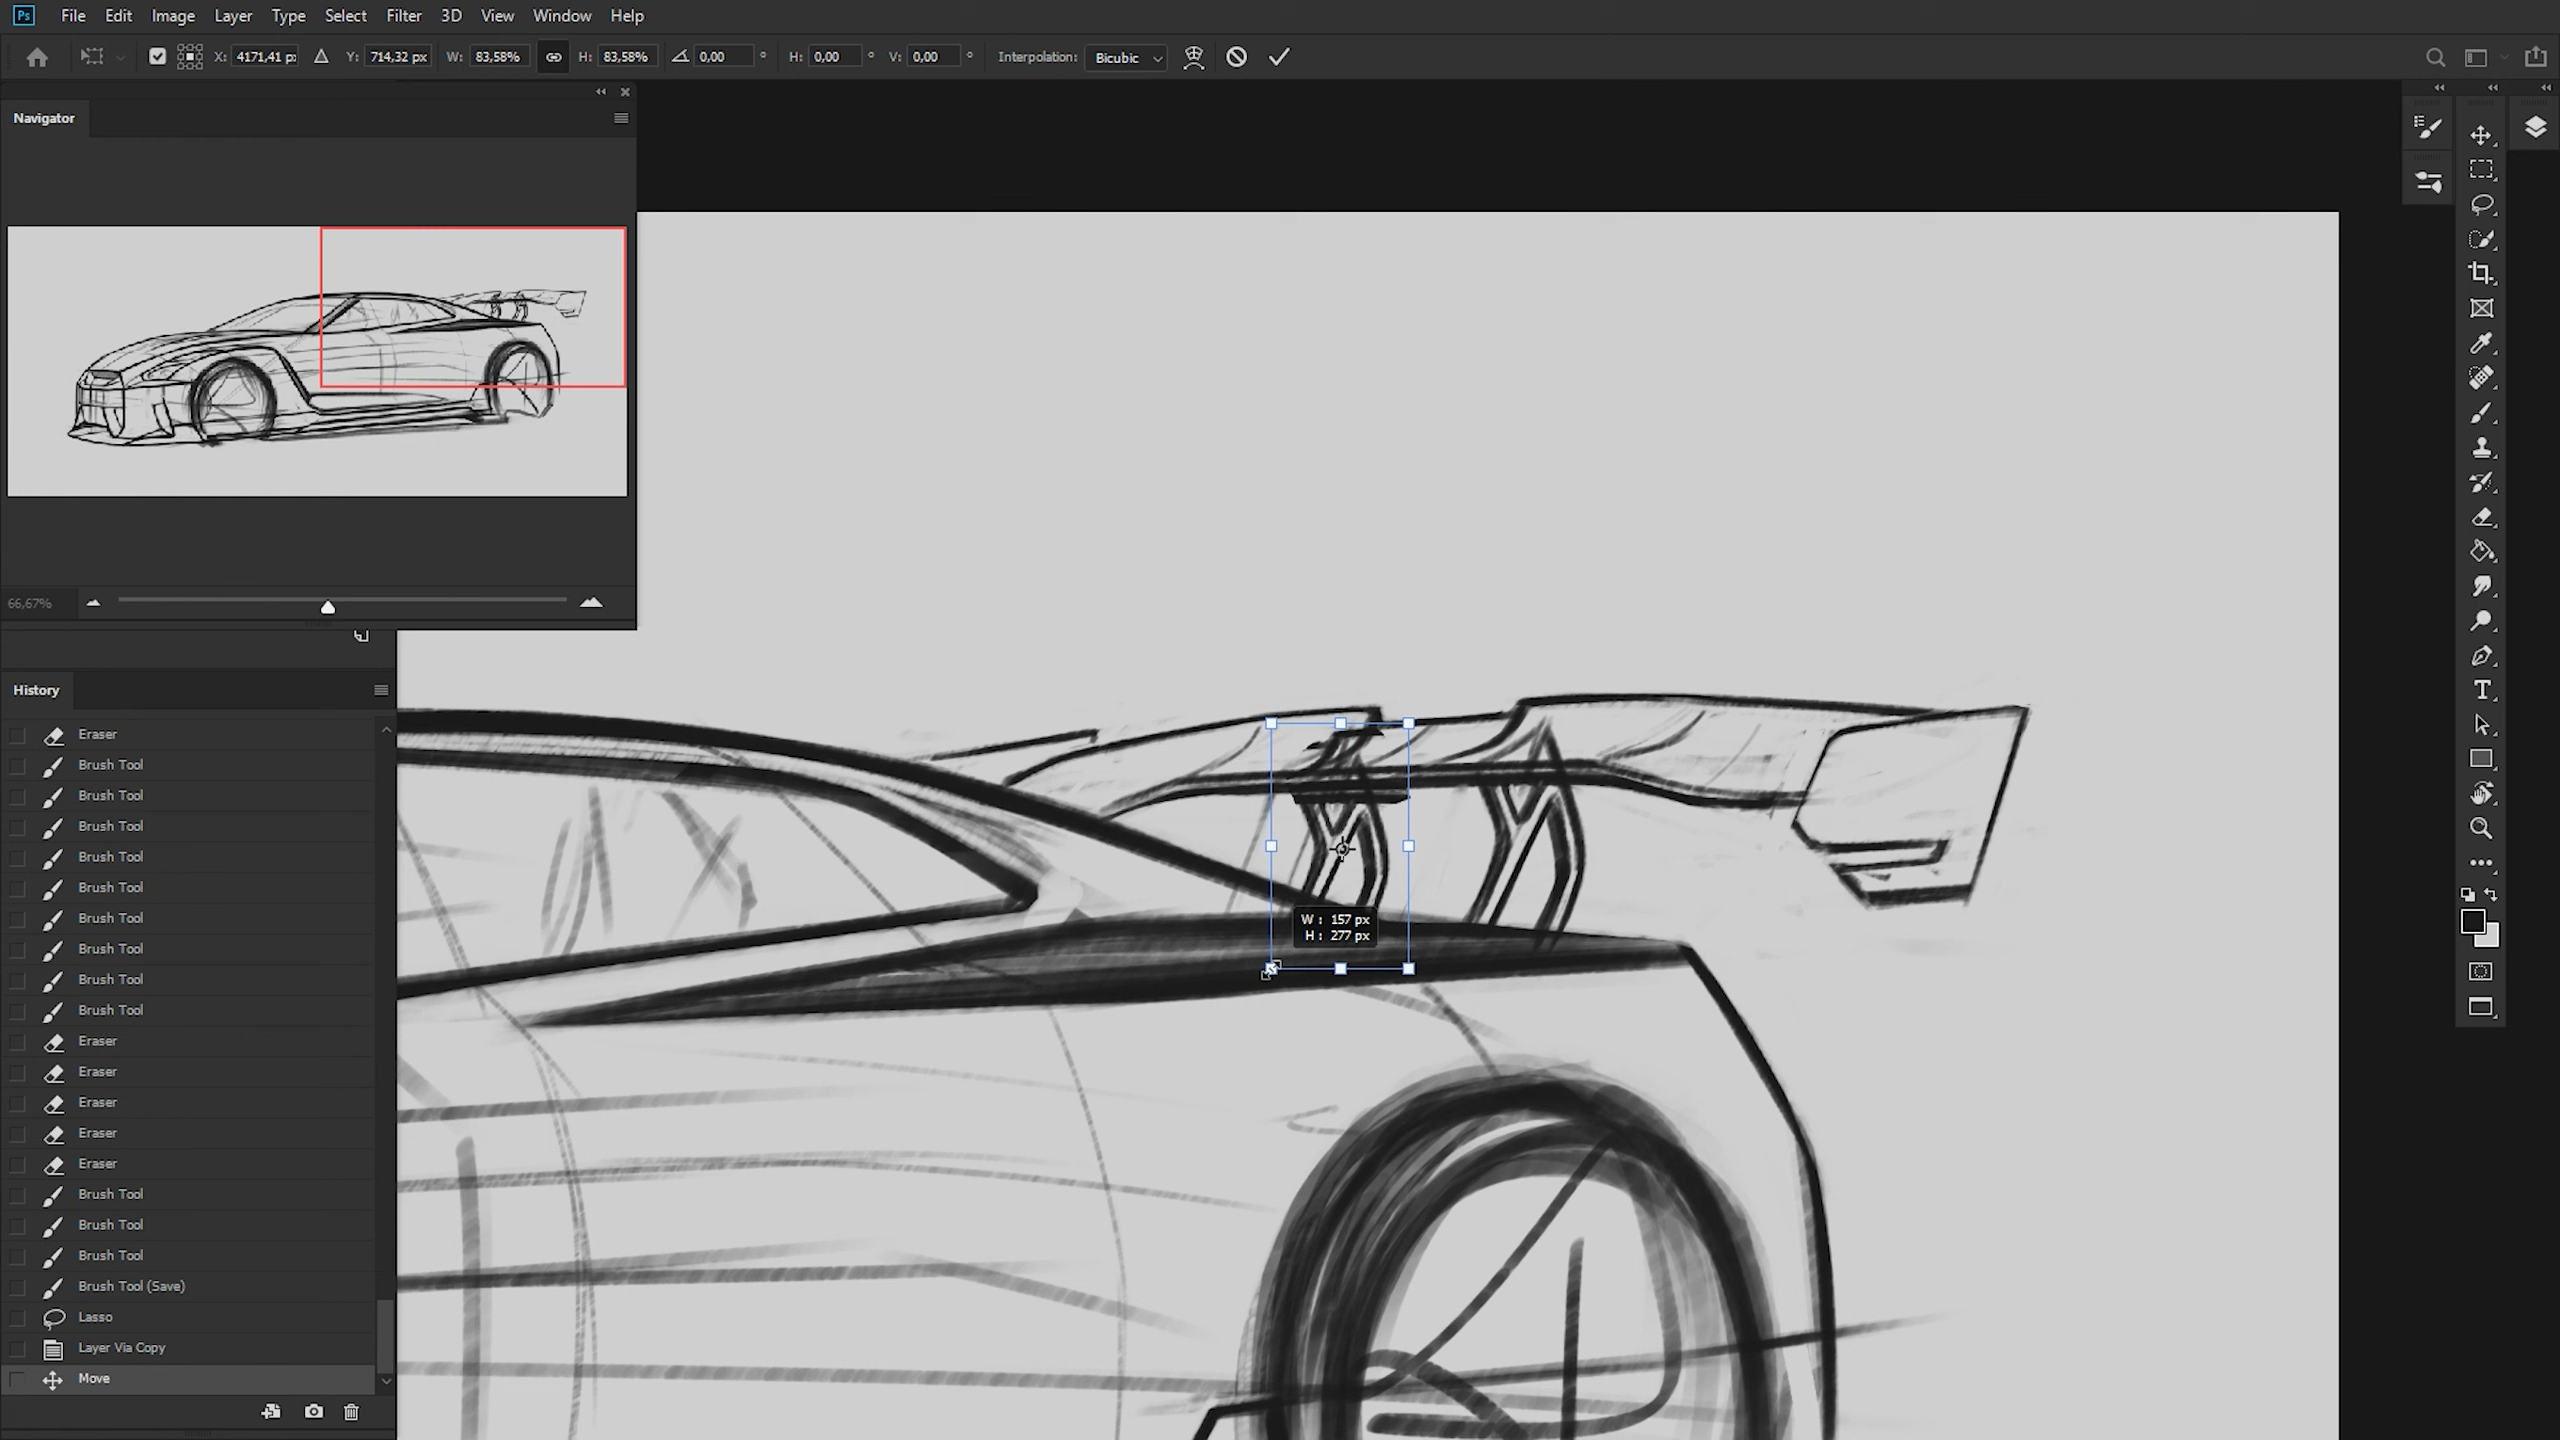 Ps File Edit Image Layer Type Select Filter 3D View Window Help
X: 4171,41 p Y: 714,32 px W: 83,58% H: 83,58% 0,00 ° H: 0,00 ° V: 0,00 ° Interpolation: Bicubic
Navigator
66,67%
History
Eraser
Brush Tool
Brush Tool
Brush Tool
Brush Tool
Brush Tool
Brush Tool
Brush Tool
Brush Tool
Brush Tool
Eraser
Eraser
Eraser
Eraser
Eraser
Brush Tool
Brush Tool
Brush Tool
Brush Tool (Save)
Lasso
Layer Via Copy
Move
W : 157 px
H : 277 px